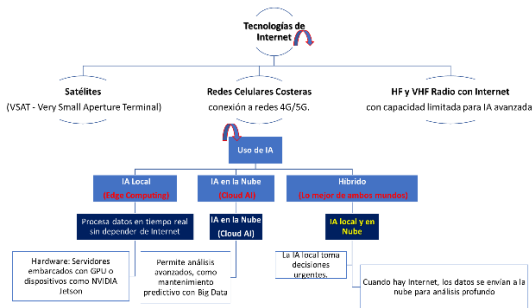 Tecnologías de
Internet
Satélites
(VSAT - Very Small Aperture Terminal)
Redes Celulares Costeras
conexión a redes 4G/5G.
HF y VHF Radio con Internet
con capacidad limitada para IA avanzada
Uso de IA
IA Local
(Edge Computing)
IA en la Nube
(Cloud AI)
Híbrido
(Lo mejor de ambos mundos)
Procesa datos en tiempo real
sin depender de Internet
IA en la Nube
(Cloud AI)
IA local y en
Nube
Hardware: Servidores
embarcados con GPU o
dispositivos como NVIDIA
Jetson
Permite análisis
avanzados, como
mantenimiento
predictivo con Big Data
La IA local toma
decisiones
urgentes.
Cuando hay Internet, los datos se envían a la
nube para análisis profundo